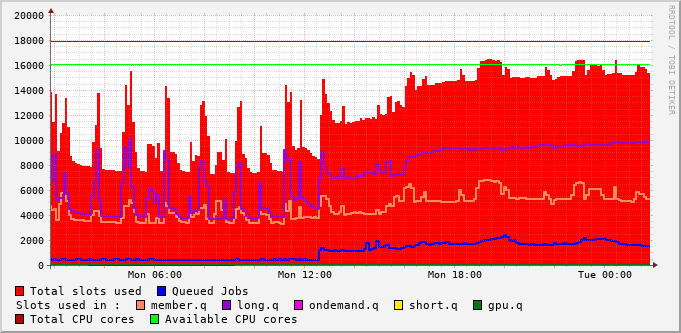 RRDTOOL / TOBI OETIKER
20000
18000
16000
14000
12000
10000
8000
6000
4000
2000
0
Mon 06:00 Mon 12:00 Mon 18:00 Tue 00:00
Total slots used Queued Jobs
Slots used in : member.q long.q ondemand.q short.q gpu.q
Total CPU cores Available CPU cores